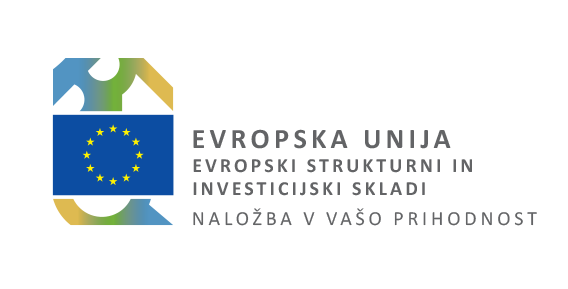 EVROPSKA UNIJA
EVROPSKI STRUKTURNI IN
INVESTICIJSKI SKLADI
NALOŽBA V VAŠO PRIHODNOST